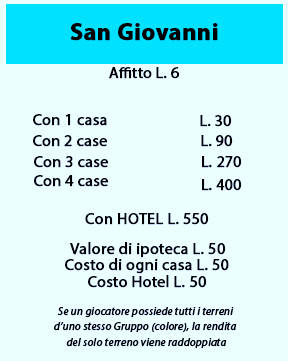 San Giovanni
Affitto L. 6
Con 1 casa L. 30
Con 2 case L. 90
Con 3 case L. 270
Con 4 case L. 400
Con HOTEL L. 550
Valore di ipoteca L. 50
Costo di ogni casa L. 50
Costo Hotel L. 50
Se un giocatore possiede tutti i terreni
d'uno stesso Gruppo (colore), la rendita
del solo terreno viene raddoppiata